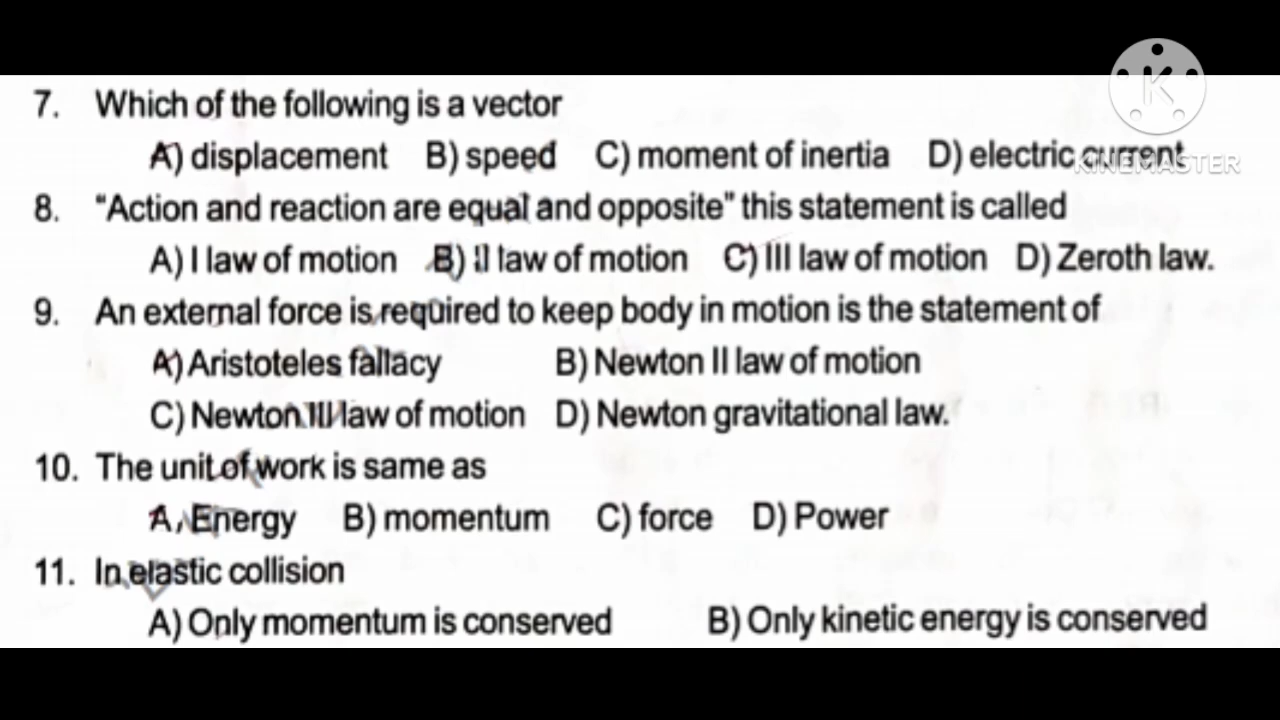 7. Which of the following is a vector
A) displacement B) speed C) moment of inertia D) electric current
KINEMASTER
8. "Action and reaction are equal and opposite" this statement is called
A) I law of motion B) II law of motion C) III law of motion D) Zeroth law.
9. An external force is required to keep body in motion is the statement of
A) Aristoteles fallacy B) Newton II law of motion
C) Newton III law of motion D) Newton gravitational law.
10. The unit of work is same as
A, Energy B) momentum C) force D) Power
11. In elastic collision
A) Only momentum is conserved B) Only kinetic energy is conserved